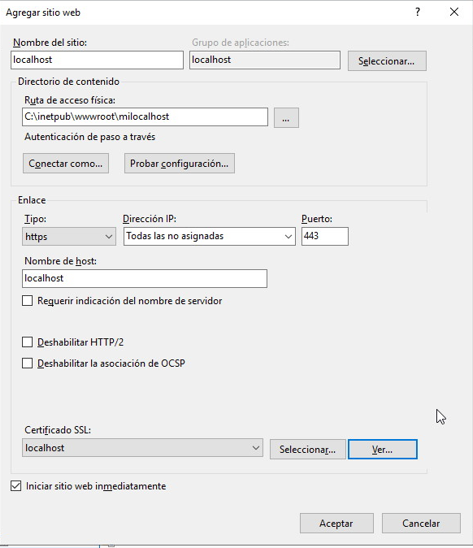 Agregar sitio web
Nombre del sitio:
Grupo de aplicaciones:
localhost
localhost
Seleccionar...
Directorio de contenido
Ruta de acceso física:
C:\inetpub\wwwroot\milocalhost
...
Autenticación de paso a través
Conectar como...
Probar configuración...
Enlace
Tipo:
Dirección IP:
Puerto:
https
Todas las no asignadas
443
Nombre de host:
localhost
Requerir indicación del nombre de servidor
Deshabilitar HTTP/2
Deshabilitar la asociación de OCSP
Certificado SSL:
localhost
Seleccionar...
Ver...
Iniciar sitio web inmediatamente
Aceptar
Cancelar